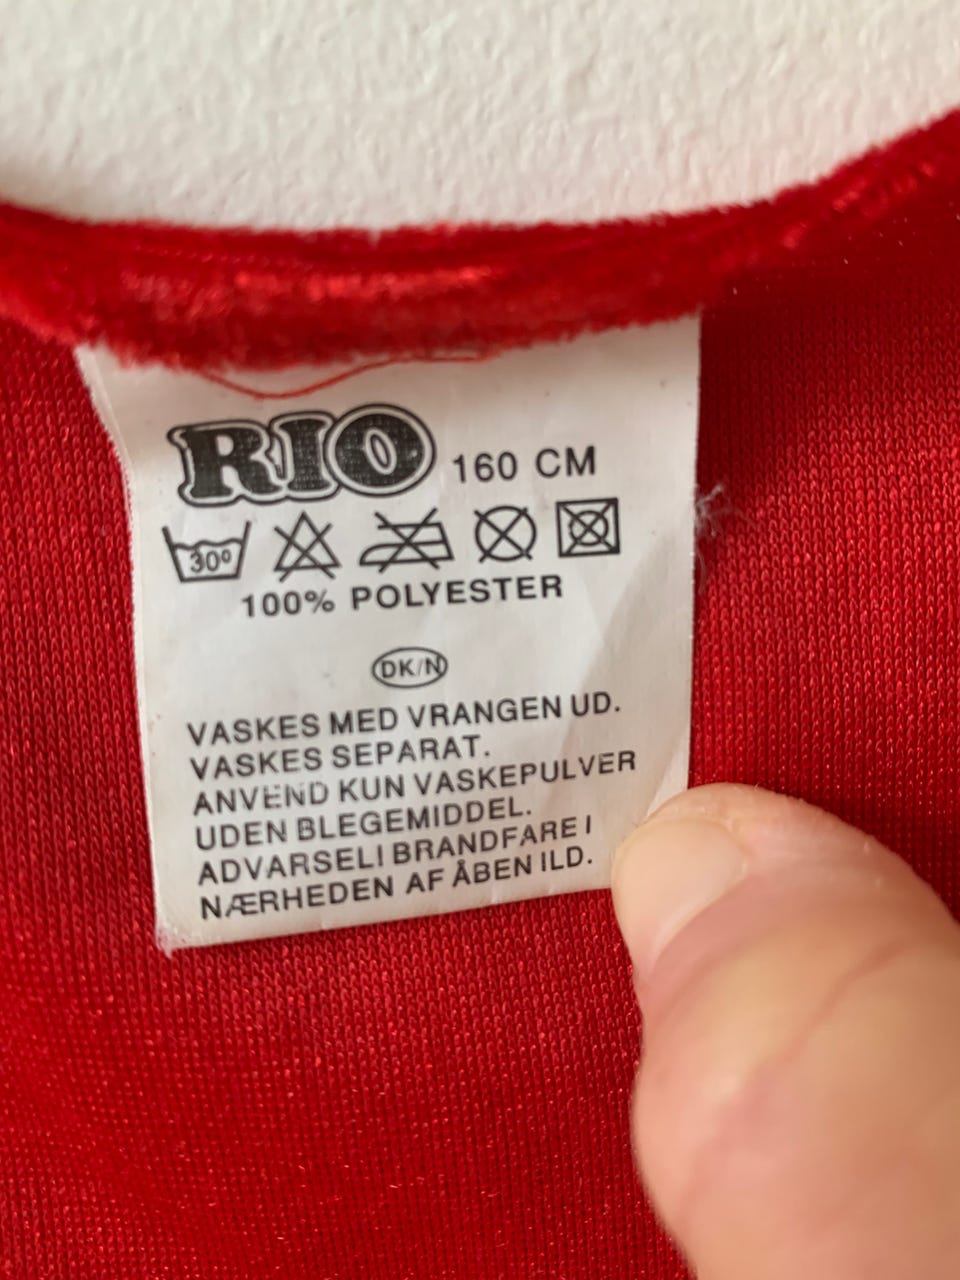 RIO 160 CM
30°
100% POLYESTER
DK/N
VASKES MED VRANGEN UD.
VASKES SEPARAT.
ANVEND KUN VASKEPULVER
UDEN BLEGEMIDDEL.
ADVARSEL! BRANDFARE I
NÆRHEDEN AF ÅBEN ILD.